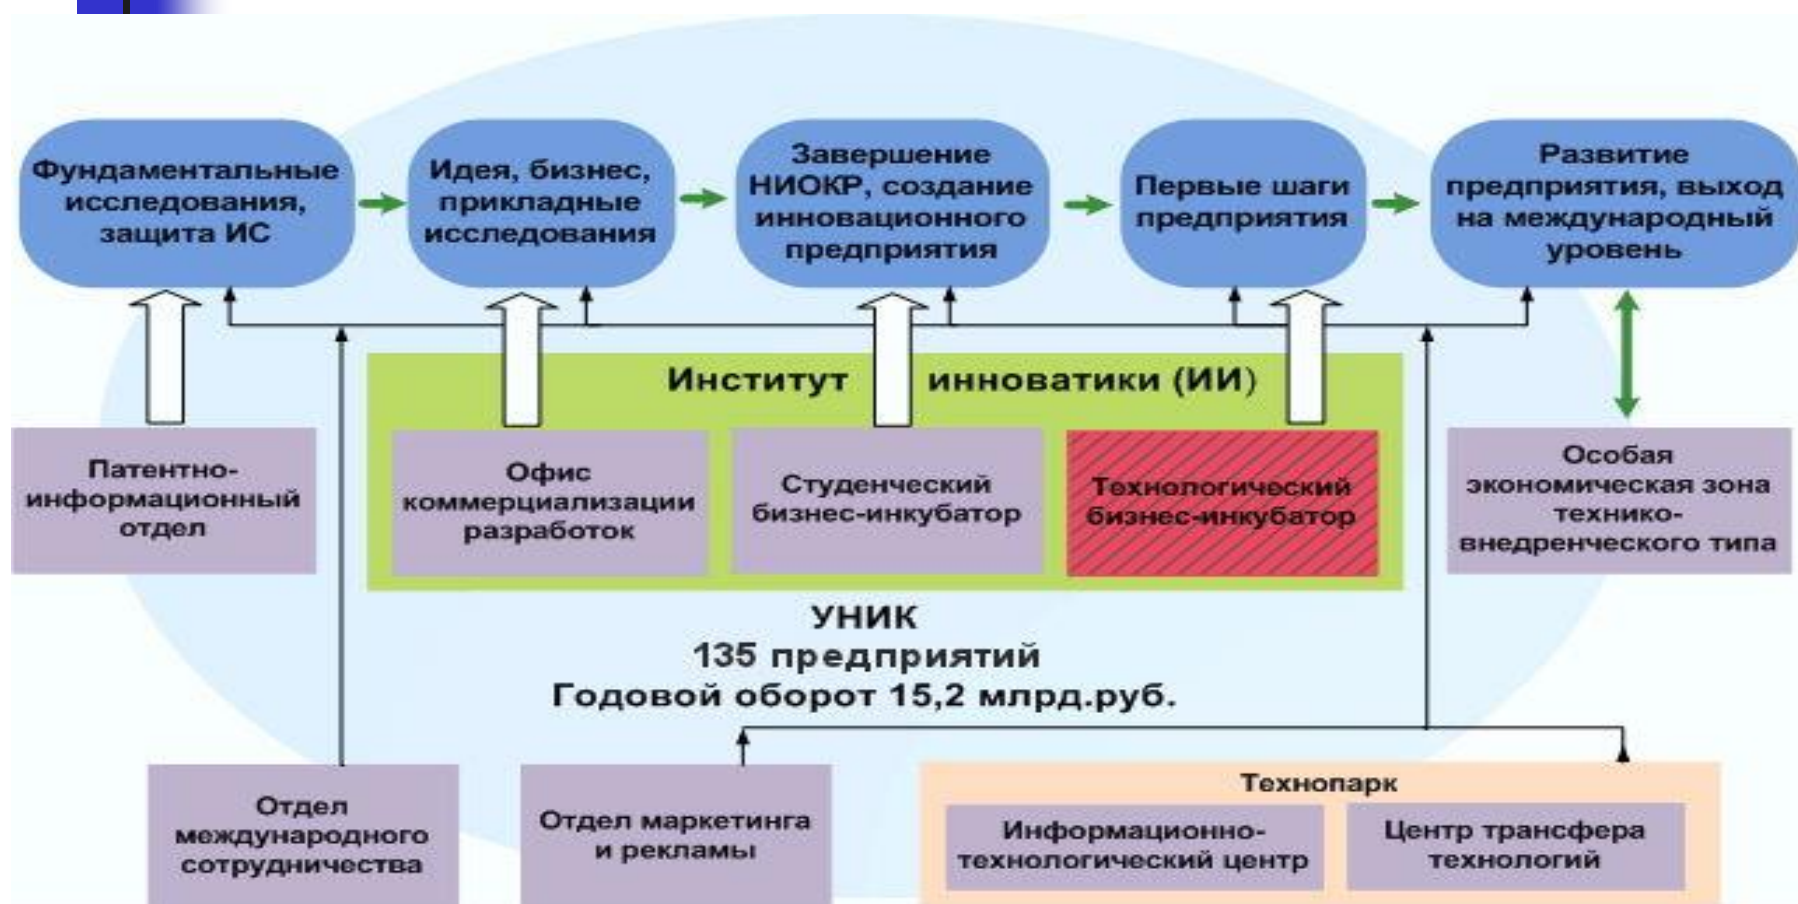 Фундаментальные
исследования,
защита ИС
Идея, бизнес,
прикладные
исследования
Завершение
НИОКР, создание
инновационного
предприятия
Первые шаги
предприятия
Развитие
предприятия, выход
на международный
уровень
Институт инноватики (ИИ)
Патентно-
информационный
отдел
Офис
коммерциализации
разработок
Студенческий
бизнес-инкубатор
Технологический
бизнес-инкубатор
Особая
экономическая зона
технико-
внедренческого типа
УНИК
135 предприятий
Годовой оборот 15,2 млрд.руб.
Отдел
международного
сотрудничества
Отдел маркетинга
и рекламы
Технопарк
Информационно-
технологический центр
Центр трансфера
технологий